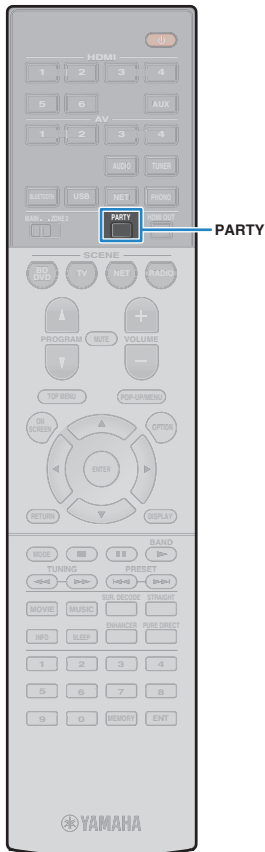 HDMI
1 2 3 4
5 6 AUX
AV
1 2 3 4
AUDIO TUNER
BLUETOOTH USB NET PHONO
MAIN ZONE2 PARTY HDMI OUT
PARTY
SCENE
BD DVD TV NET RADIO
PROGRAM MUTE VOLUME
TOP MENU POP-UP/MENU
ON SCREEN OPTION
ENTER
RETURN DISPLAY
BAND
MODE
TUNING PRESET
MOVIE MUSIC SUR. DECODE STRAIGHT
INFO SLEEP ENHANCER PURE DIRECT
1 2 3 4
5 6 7 8
9 0 MEMORY ENT
YAMAHA